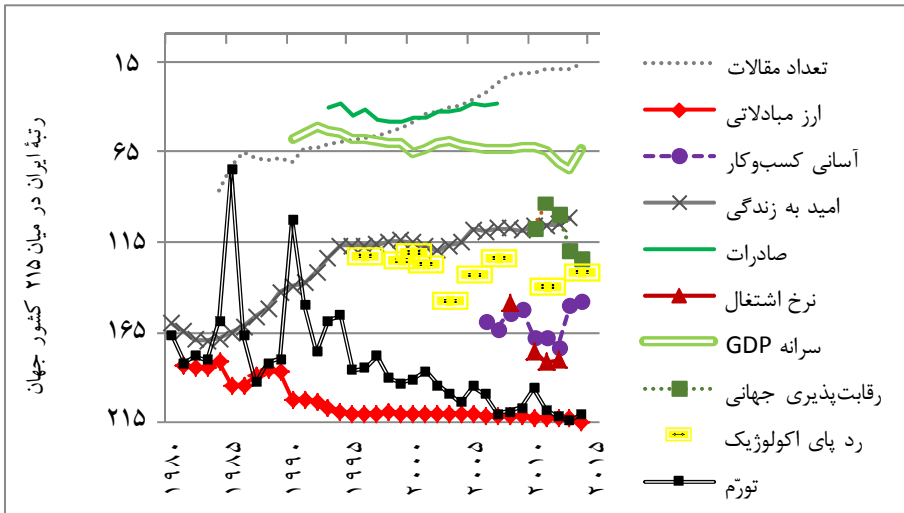 رتبهٔ ایران در میان ۲۱۵ کشور جهان
۱۵
۶۵
۱۱۵
۱۶۵
۲۱۵
۱۹۸۰
۱۹۸۵
۱۹۹۰
۱۹۹۵
۲۰۰۰
۲۰۰۵
۲۰۱۰
۲۰۱۵
تعداد مقالات
ارز مبادلاتی
آسانی کسب‌وکار
امید به زندگی
صادرات
نرخ اشتغال
سرانه GDP
رقابت‌پذیری جهانی
رد پای اکولوژیک
تورّم